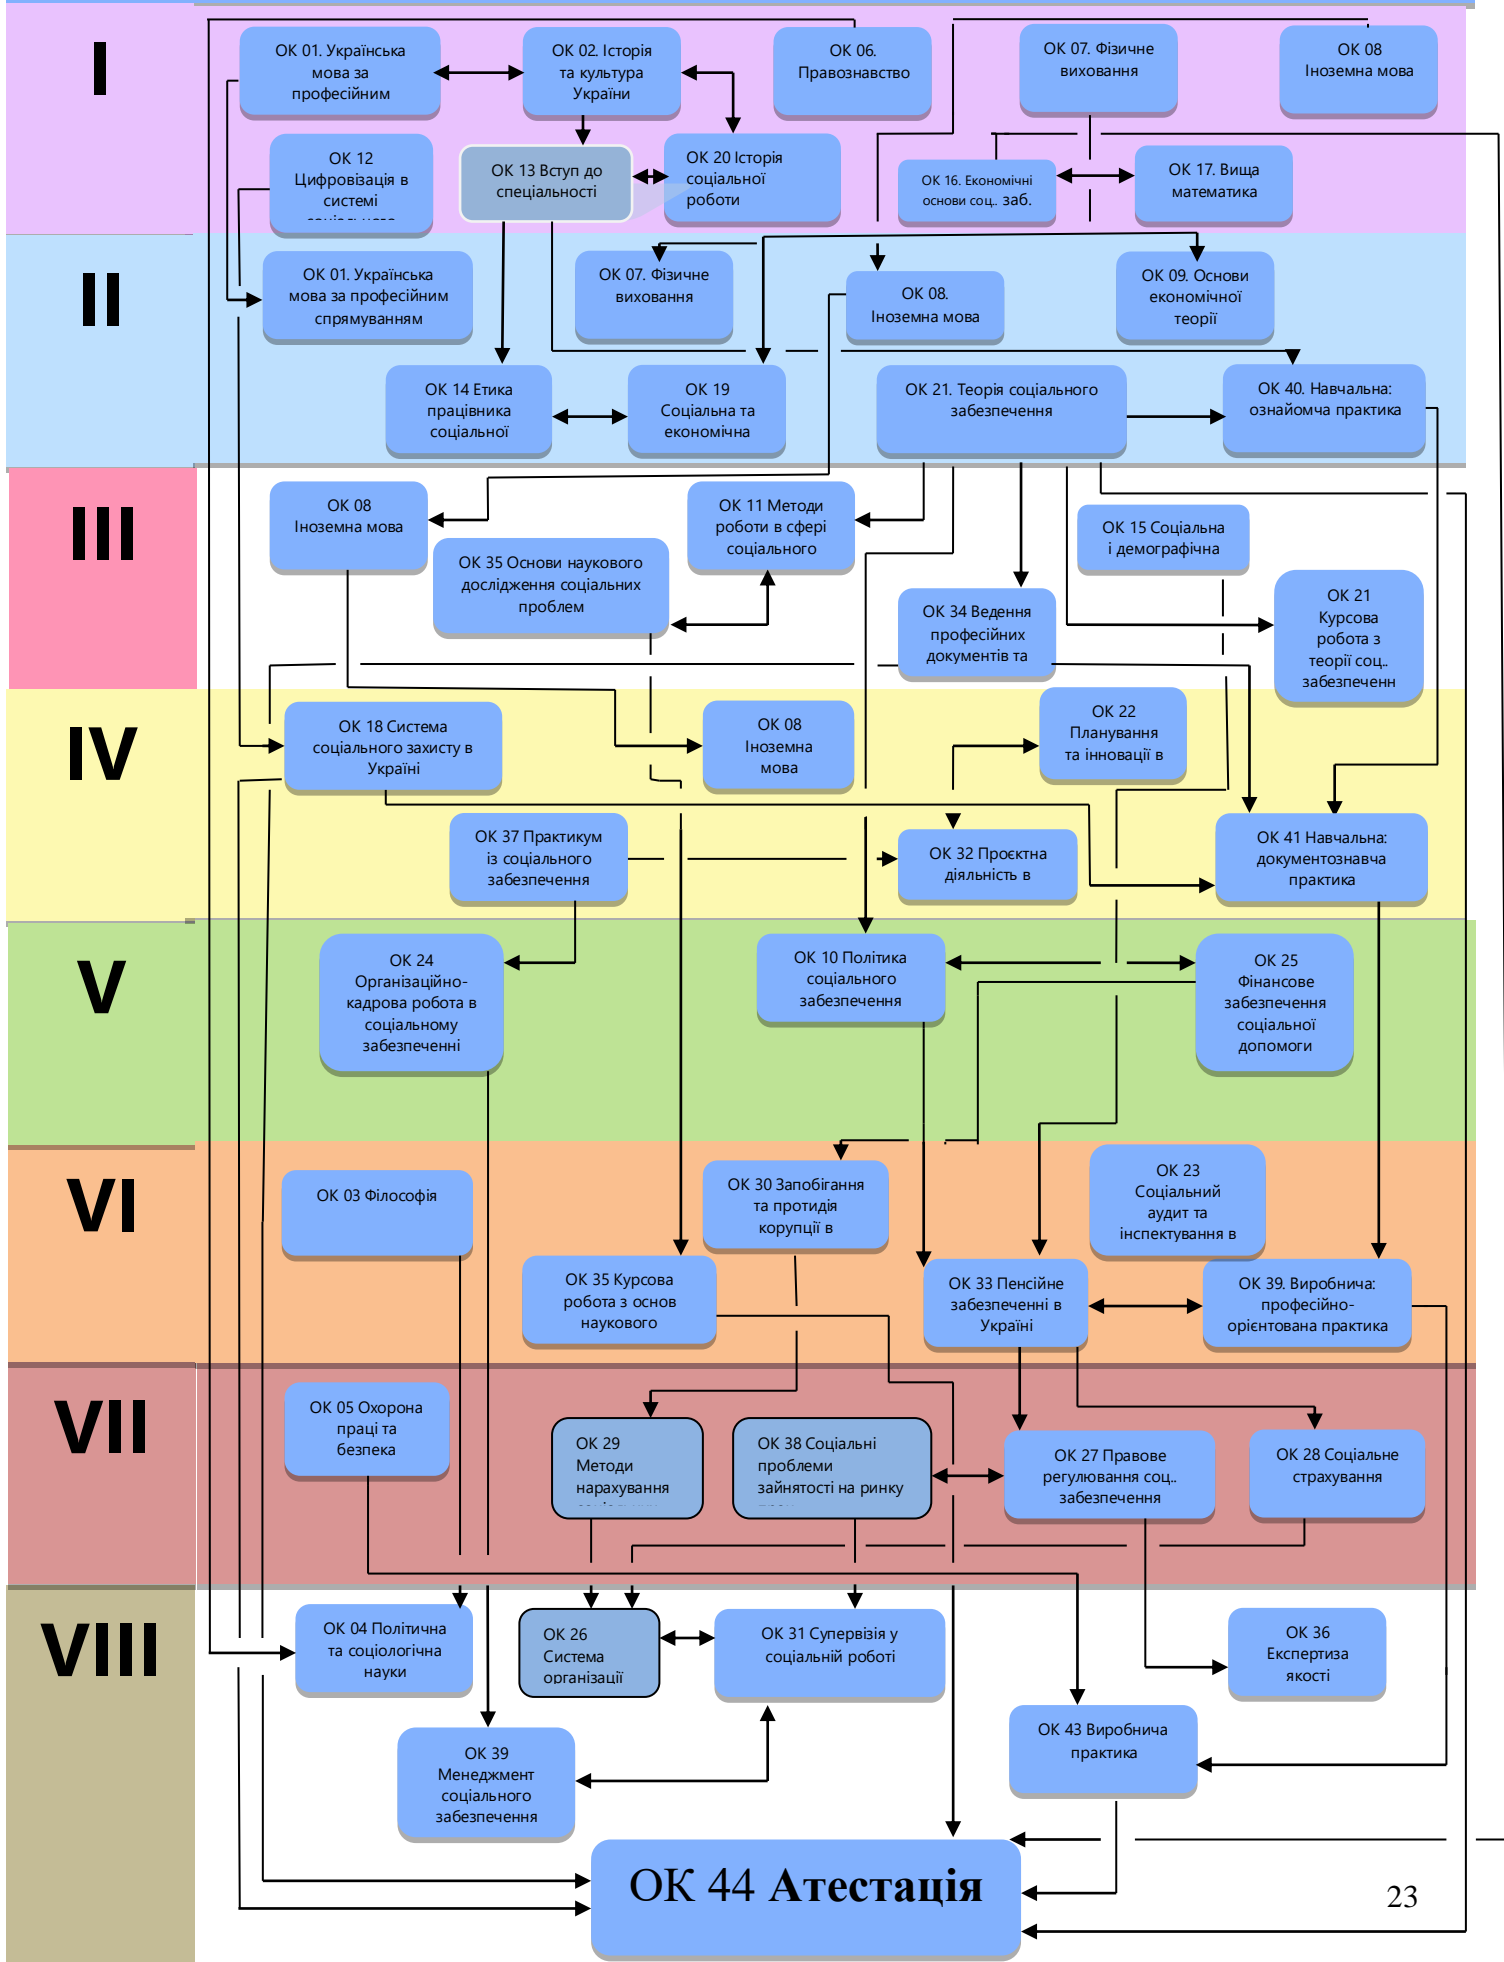 I
ОК 01. Українська
мова за
професійним
ОК 02. Історія
та культура
України
ОК 06.
Правознавство
ОК 07. Фізичне
виховання
ОК 08
Іноземна мова
ОК 12
Цифровізація в
системі
ОК 13 Вступ до
спеціальності
ОК 20 Історія
соціальної
роботи
ОК 16. Економічні
основи соц.. заб.
ОК 17. Вища
математика
II
ОК 01. Українська
мова за професійним
спрямуванням
ОК 07. Фізичне
виховання
ОК 08.
Іноземна мова
ОК 09. Основи
економічної
теорії
ОК 14 Етика
працівника
соціальної
ОК 19
Соціальна та
економічна
ОК 21. Теорія соціального
забезпечення
ОК 40. Навчальна:
ознайомча практика
III
ОК 08
Іноземна мова
ОК 11 Методи
роботи в сфері
соціального
ОК 15 Соціальна
і демографічна
ОК 35 Основи наукового
дослідження соціальних
проблем
ОК 34 Ведення
професійних
документів та
ОК 21
Курсова
робота з
теорії соц..
забезпеченн
IV
ОК 18 Система
соціального захисту в
Україні
ОК 08
Іноземна
мова
ОК 22
Планування
та інновації в
ОК 37 Практикум
із соціального
забезпечення
ОК 32 Проєктна
діяльність в
ОК 41 Навчальна:
документознавча
практика
V
ОК 24
Організаційно-
кадрова робота в
соціальному
забезпеченні
ОК 10 Політика
соціального
забезпечення
ОК 25
Фінансове
забезпечення
соціальної
допомоги
VI
ОК 03 Філософія
ОК 30 Запобігання
та протидія
корупції в
ОК 23
Соціальний
аудит та
інспектування в
ОК 35 Курсова
робота з основ
наукового
ОК 33 Пенсійне
забезпеченні в
Україні
ОК 39. Виробнича:
професійно-
орієнтована практика
VII
ОК 05 Охорона
праці та
безпека
ОК 29
Методи
нарахування
ОК 38 Соціальні
проблеми
зайнятості на ринку
ОК 27 Правове
регулювання соц..
забезпечення
ОК 28 Соціальне
страхування
VIII
ОК 04 Політична
та соціологічна
науки
ОК 26
Система
організації
ОК 31 Супервізія у
соціальній роботі
ОК 36
Експертиза
якості
ОК 39
Менеджмент
соціального
забезпечення
ОК 43 Виробнича
практика
ОК 44 Атестація
23